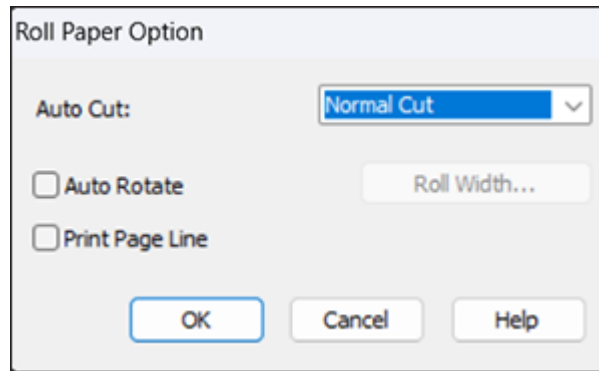 Roll Paper Option
Auto Cut: Normal Cut
Auto Rotate Roll Width...
Print Page Line
OK Cancel Help